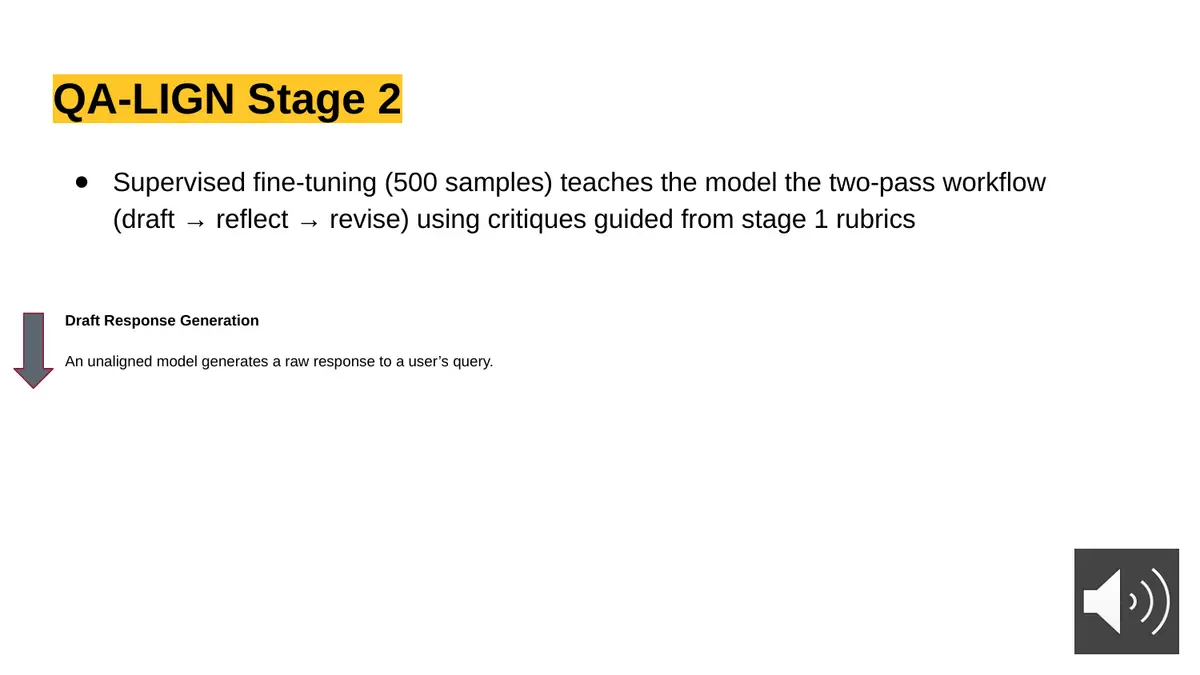 QA-LIGN Stage 2
● Supervised fine-tuning (500 samples) teaches the model the two-pass workflow
(draft → reflect → revise) using critiques guided from stage 1 rubrics
Draft Response Generation
An unaligned model generates a raw response to a user’s query.